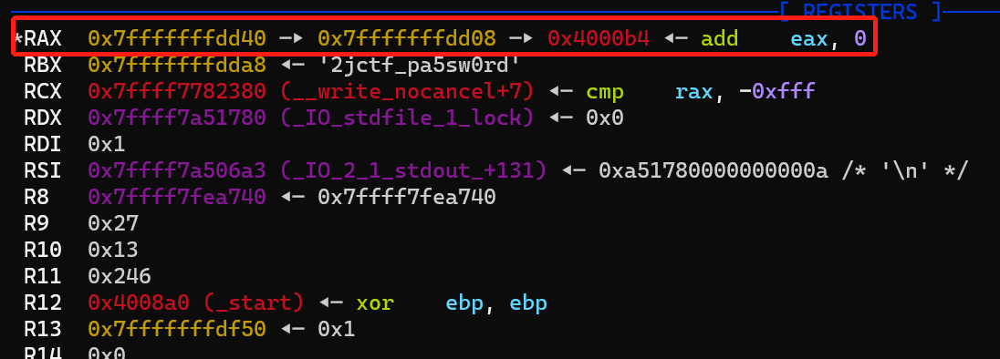 [ REGISTERS ]
*RAX 0x7fffffffdd40 —▸ 0x7fffffffdd08 —▸ 0x4000b4 ◂— add eax, 0
RBX 0x7fffffffdda8 ◂— '2jctf_pa5sw0rd'
RCX 0x7ffff7782380 (__write_nocancel+7) ◂— cmp rax, -0xfff
RDX 0x7ffff7a51780 (_IO_stdfile_1_lock) ◂— 0x0
RDI 0x1
RSI 0x7ffff7a506a3 (_IO_2_1_stdout_+131) ◂— 0xa51780000000000a /* '\n' */
R8 0x7ffff7fea740 ◂— 0x7ffff7fea740
R9 0x27
R10 0x13
R11 0x246
R12 0x4008a0 (_start) ◂— xor ebp, ebp
R13 0x7fffffffdf50 ◂— 0x1
R14 0x0